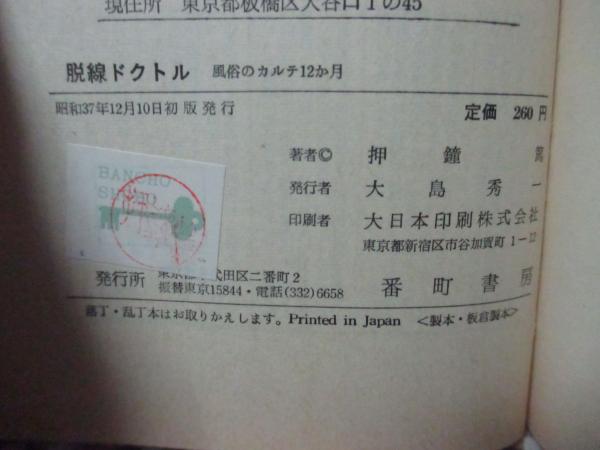 現住所 東京都板橋区大谷口1の45
脱線ドクトル 風俗のカルテ12か月
昭和37年12月10日初版発行
定価 260円
著者© 押鐘篤
発行者 大島秀一
印刷者 大日本印刷株式会社
東京都新宿区市谷加賀町1-12
BANCHO
SHOBO
発行所 東京都千代田区二番町2
振替東京15844・電話(332)6658
番町書房
落丁・乱丁本はお取りかえします。Printed in Japan <製本・板倉製本>